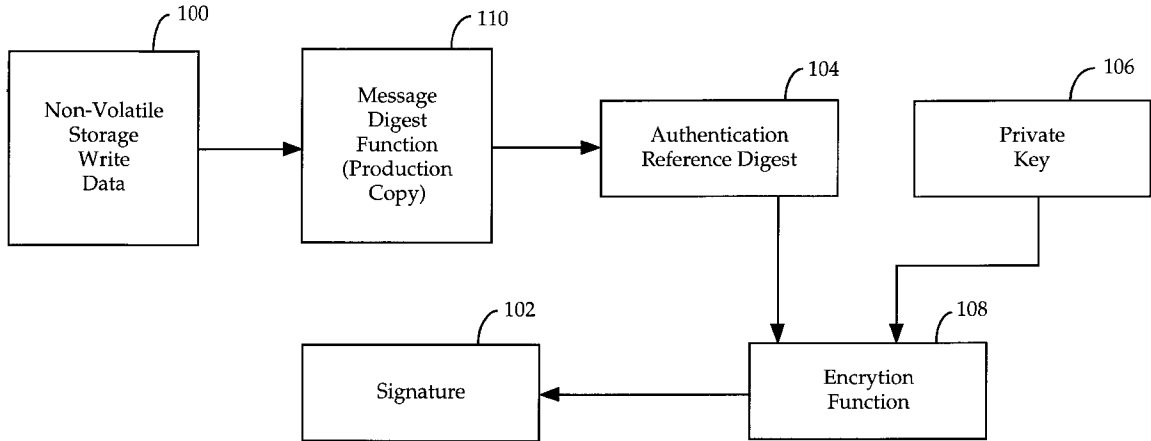 100
Non-Volatile
Storage
Write
Data
110
Message
Digest
Function
(Production
Copy)
104
Authentication
Reference Digest
106
Private
Key
102
Signature
108
Encrytion
Function